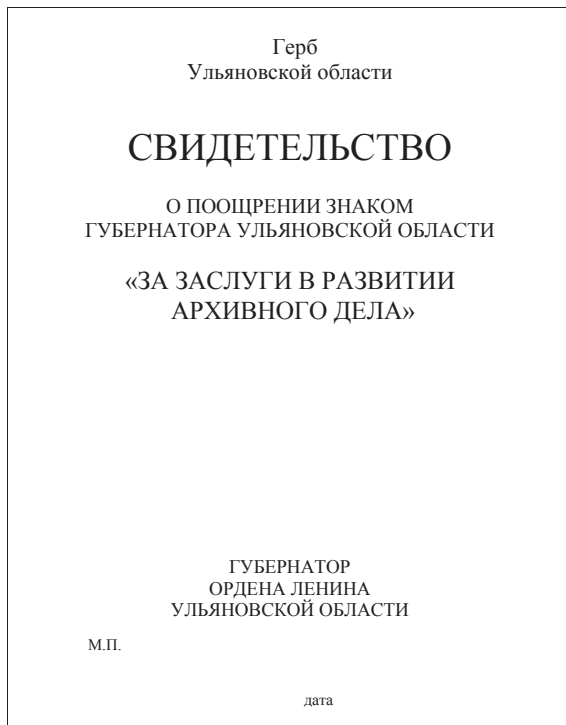 Герб
Ульяновской области
СВИДЕТЕЛЬСТВО
О ПООЩРЕНИИ ЗНАКОМ
ГУБЕРНАТОРА УЛЬЯНОВСКОЙ ОБЛАСТИ
«ЗА ЗАСЛУГИ В РАЗВИТИИ
АРХИВНОГО ДЕЛА»
ГУБЕРНАТОР
ОРДЕНА ЛЕНИНА
УЛЬЯНОВСКОЙ ОБЛАСТИ
М.П.
дата